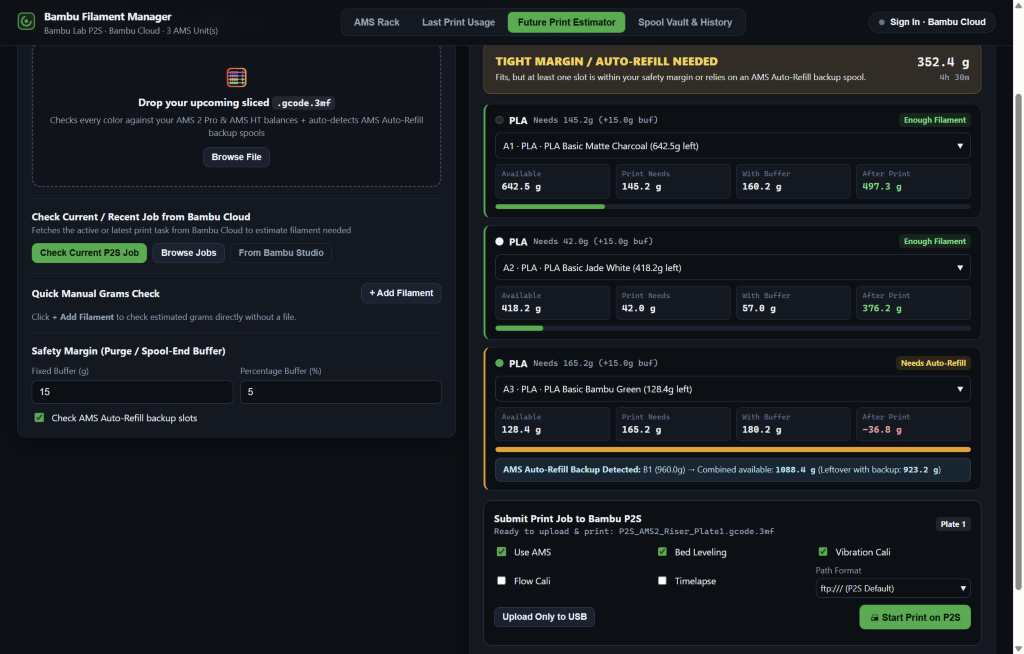 Bambu Filament Manager
Bambu Lab P2S · Bambu Cloud · 3 AMS Unit(s)
AMS Rack
Last Print Usage
Future Print Estimator
Spool Vault & History
Sign In · Bambu Cloud
Drop your upcoming sliced .gcode.3mf
Checks every color against your AMS 2 Pro & AMS HT balances + auto-detects AMS Auto-Refill
backup spools
Browse File
Check Current / Recent Job from Bambu Cloud
Fetches the active or latest print task from Bambu Cloud to estimate filament needed
Check Current P2S Job
Browse Jobs
From Bambu Studio
Quick Manual Grams Check
+ Add Filament
Click + Add Filament to check estimated grams directly without a file.
Safety Margin (Purge / Spool-End Buffer)
Fixed Buffer (g)
Percentage Buffer (%)
15
5
Check AMS Auto-Refill backup slots
TIGHT MARGIN / AUTO-REFILL NEEDED
352.4 g
Fits, but at least one slot is within your safety margin or relies on an AMS Auto-Refill backup spool.
4h 30m
PLA Needs 145.2g (+15.0g buf)
Enough Filament
A1 · PLA · PLA Basic Matte Charcoal (642.5g left)
Available
Print Needs
With Buffer
After Print
642.5 g
145.2 g
160.2 g
497.3 g
PLA Needs 42.0g (+15.0g buf)
Enough Filament
A2 · PLA · PLA Basic Jade White (418.2g left)
Available
Print Needs
With Buffer
After Print
418.2 g
42.0 g
57.0 g
376.2 g
PLA Needs 165.2g (+15.0g buf)
Needs Auto-Refill
A3 · PLA · PLA Basic Bambu Green (128.4g left)
Available
Print Needs
With Buffer
After Print
128.4 g
165.2 g
180.2 g
-36.8 g
AMS Auto-Refill Backup Detected: B1 (960.0g) → Combined available: 1088.4 g (Leftover with backup: 923.2 g)
Submit Print Job to Bambu P2S
Plate 1
Ready to upload & print: P2S_AMS2_Riser_Plate1.gcode.3mf
Use AMS
Bed Leveling
Vibration Cali
Flow Cali
Timelapse
Path Format
ftp:/// (P2S Default)
Upload Only to USB
Start Print on P2S